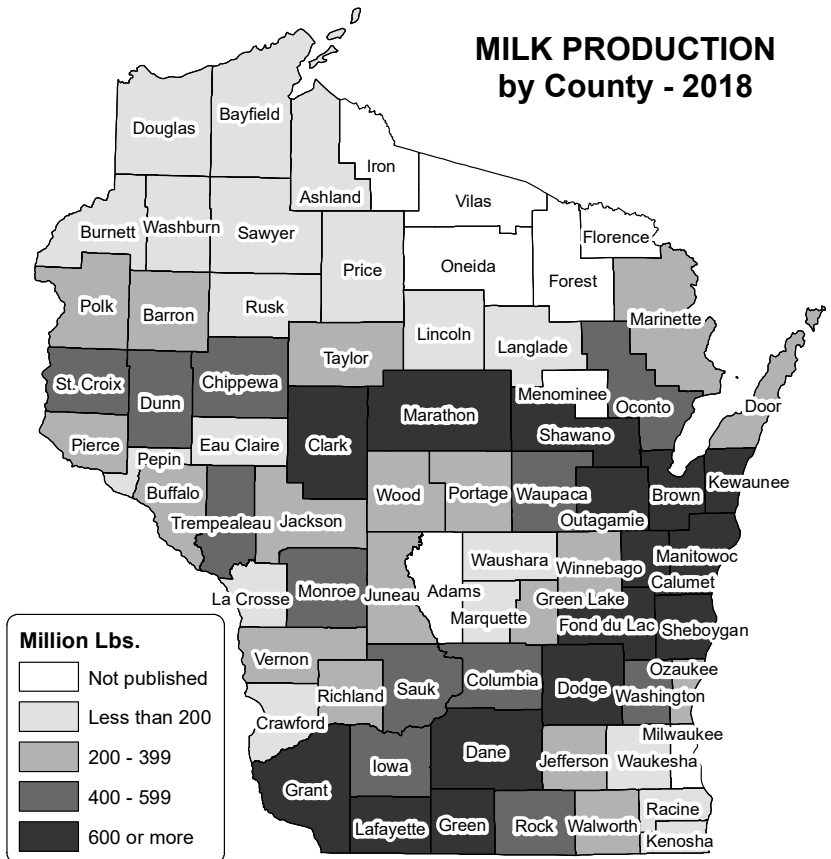 MILK PRODUCTION
by County - 2018
Douglas
Bayfield
Iron
Ashland
Vilas
Burnett
Washburn
Sawyer
Florence
Price
Oneida
Forest
Polk
Barron
Rusk
Marinette
Lincoln
Langlade
Taylor
St. Croix
Chippewa
Dunn
Menominee
Oconto
Door
Marathon
Shawano
Pierce
Eau Claire
Clark
Pepin
Buffalo
Wood
Portage
Waupaca
Brown
Kewaunee
Trempealeau
Jackson
Outagamie
Manitowoc
Waushara
Winnebago
Calumet
La Crosse
Monroe
Juneau
Adams
Marquette
Green Lake
Fond du Lac
Sheboygan
Vernon
Richland
Sauk
Columbia
Dodge
Ozaukee
Washington
Crawford
Milwaukee
Grant
Iowa
Dane
Jefferson
Waukesha
Lafayette
Green
Rock
Walworth
Racine
Kenosha
Million Lbs.
Not published
Less than 200
200 - 399
400 - 599
600 or more